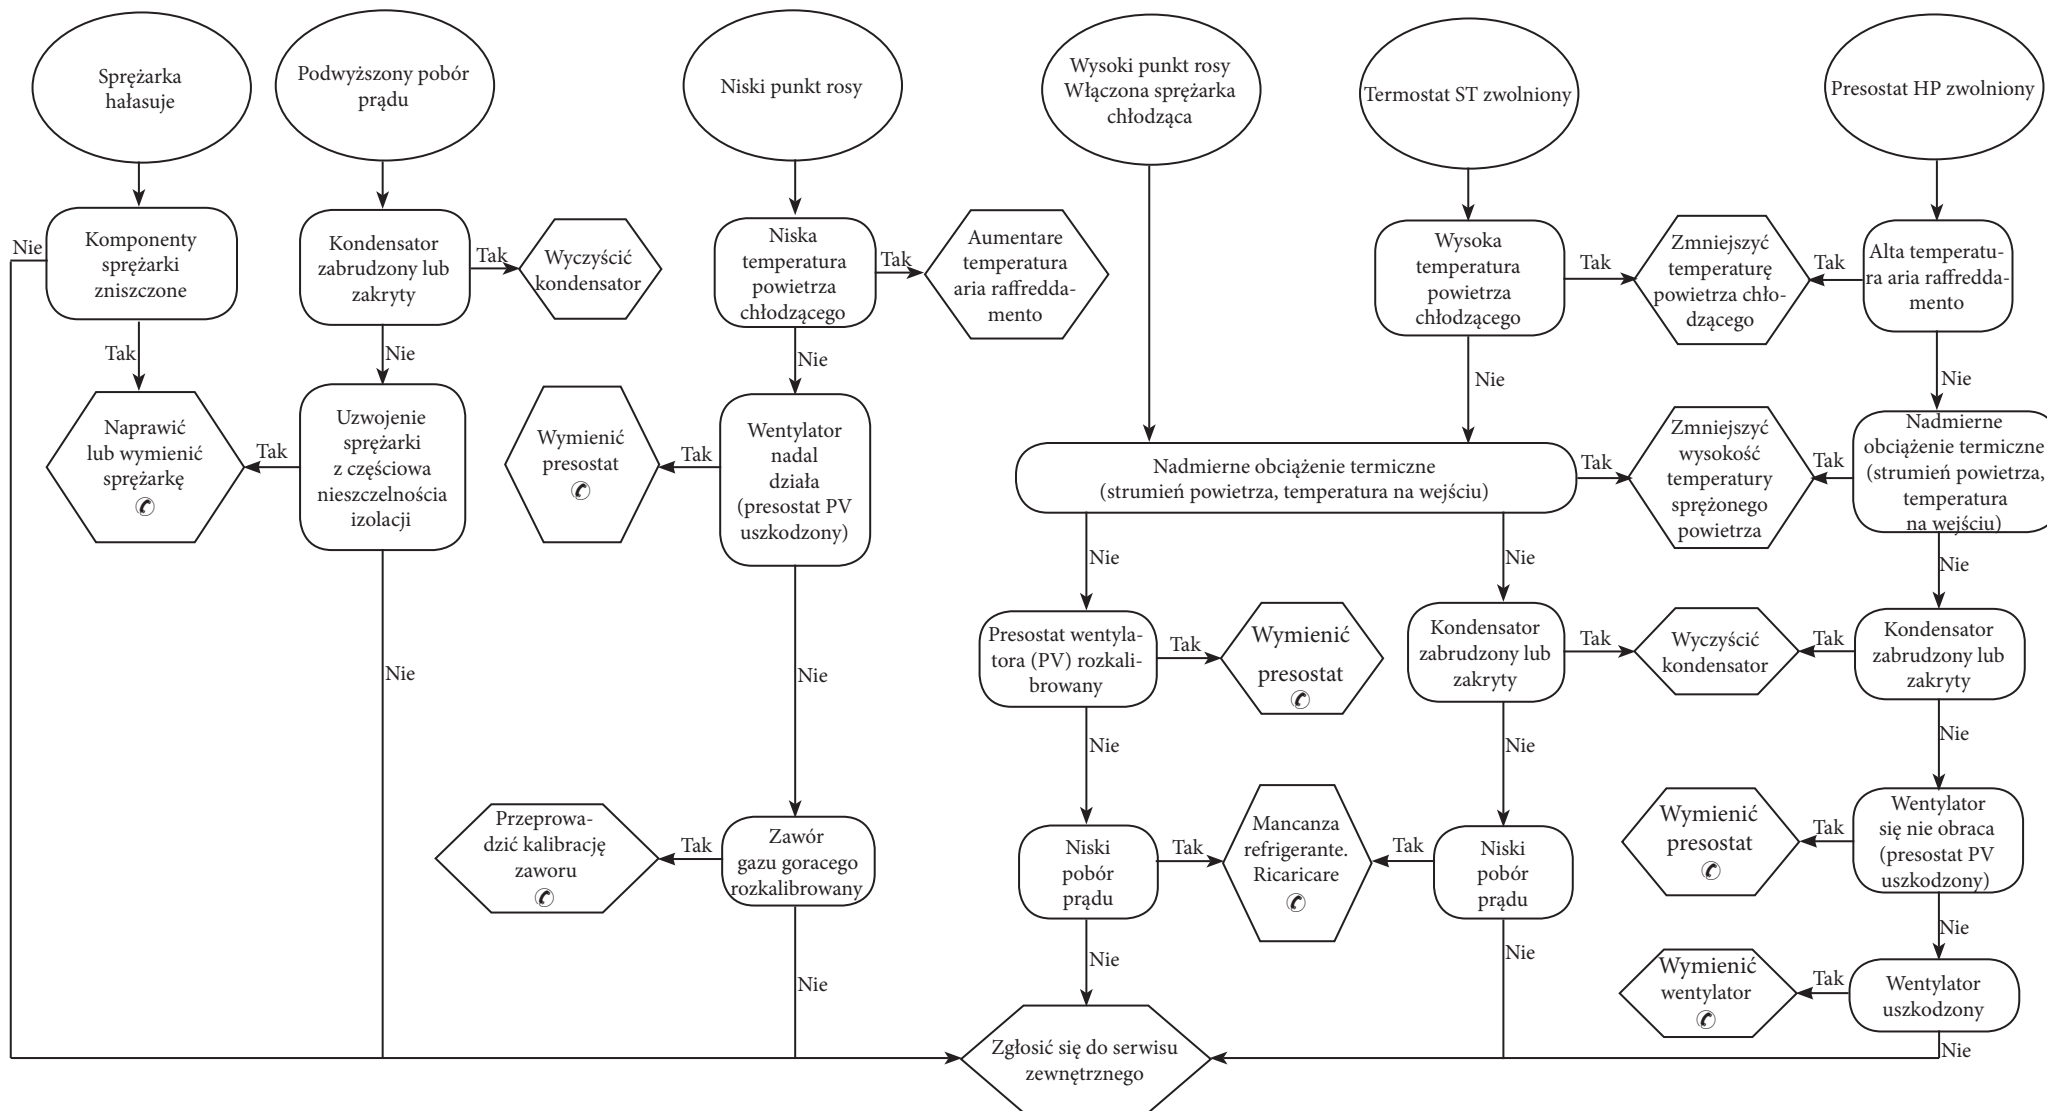 Sprężarka
hałasuje
Podwyższony pobór
prądu
Niski punkt rosy
Wysoki punkt rosy
Włączona sprężarka
chłodząca
Termostat ST zwolniony
Presostat HP zwolniony
Nie
Komponenty
sprężarki
zniszczone
Kondensator
zabrudzony lub
zakryty
Tak
Wyczyścić
kondensator
Niska
temperatura
powietrza
chłodzącego
Tak
Aumentare
temperatura
aria raffredda-
mento
Wysoka
temperatura
powietrza
chłodzącego
Tak
Zmniejszyć
temperaturę
powietrza chło-
dzącego
Tak
Alta temperatu-
ra aria raffredda-
mento
Tak
Nie
Nie
Nie
Nie
Naprawić
lub wymienić
sprężarkę
Tak
Uzwojenie
sprężarki
z częściowa
nieszczelnościa
izolacji
Wymienić
presostat
Tak
Wentylator
nadal
działa
(presostat PV
uszkodzony)
Nadmierne obciążenie termiczne
(strumień powietrza, temperatura na wejściu)
Tak
Zmniejszyć
wysokość
temperatury
sprężonego
powietrza
Tak
Nadmierne
obciążenie termiczne
(strumień powietrza,
temperatura
na wejściu)
Nie
Nie
Nie
Nie
Nie
Presostat wentyla-
tora (PV) rozkali-
browany
Tak
Wymienić
presostat
Kondensator
zabrudzony lub
zakryty
Tak
Wyczyścić
kondensator
Tak
Kondensator
zabrudzony lub
zakryty
Nie
Nie
Nie
Przeprowa-
dzić kalibrację
zaworu
Tak
Zawór
gazu goracego
rozkalibrowany
Niski
pobór
prądu
Tak
Mancanza
refrigerante.
Ricaricare
Tak
Niski
pobór
prądu
Wymienić
presostat
Tak
Wentylator
się nie obraca
(presostat PV
uszkodzony)
Nie
Nie
Nie
Nie
Wymienić
wentylator
Tak
Wentylator
uszkodzony
Zgłosić się do serwisu
zewnętrznego
Nie